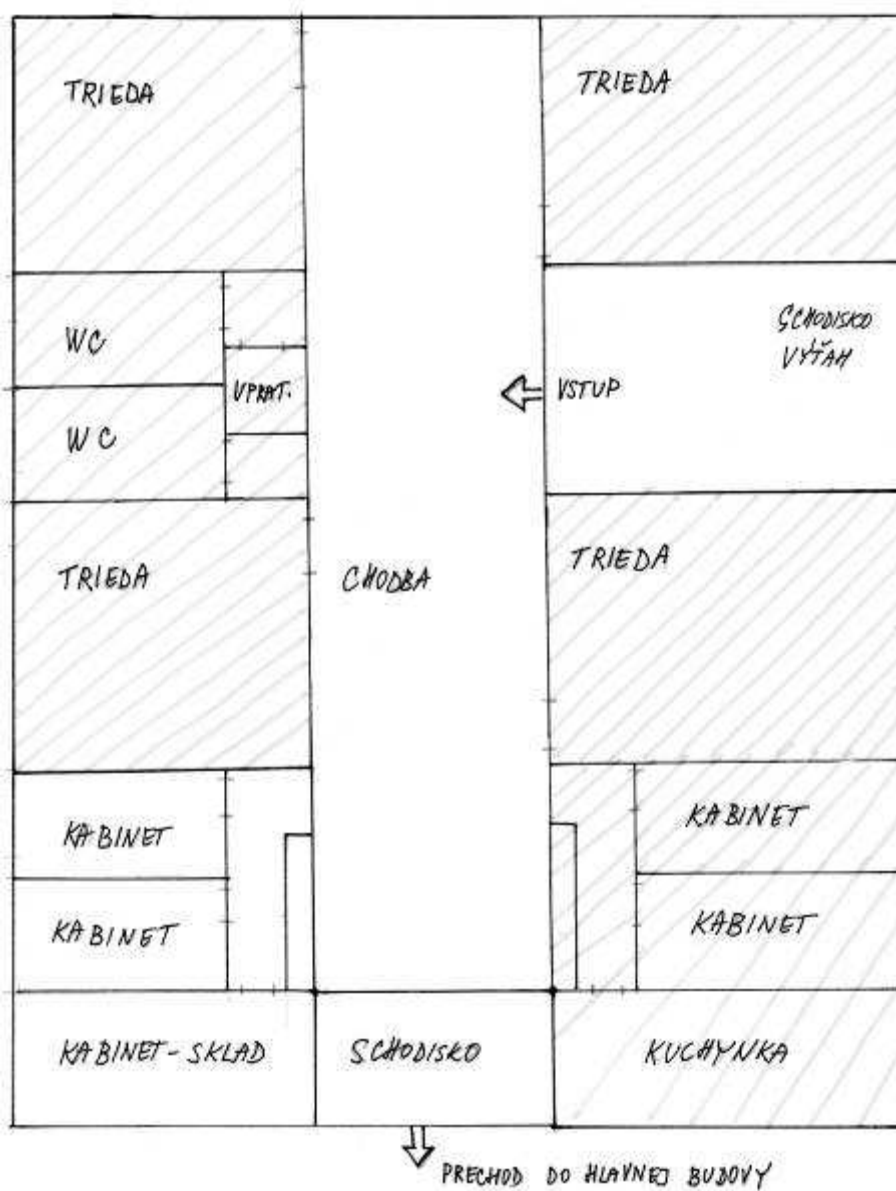 TRIEDA
TRIEDA
WC
UPRAT.
WC
VSTUP
SCHODISKO
VÝŤAH
TRIEDA
CHODBA
TRIEDA
KABINET
KABINET
KABINET
KABINET
KABINET-SKLAD
SCHODISKO
KUCHYNKA
PRECHOD DO HLAVNEJ BUDOVY